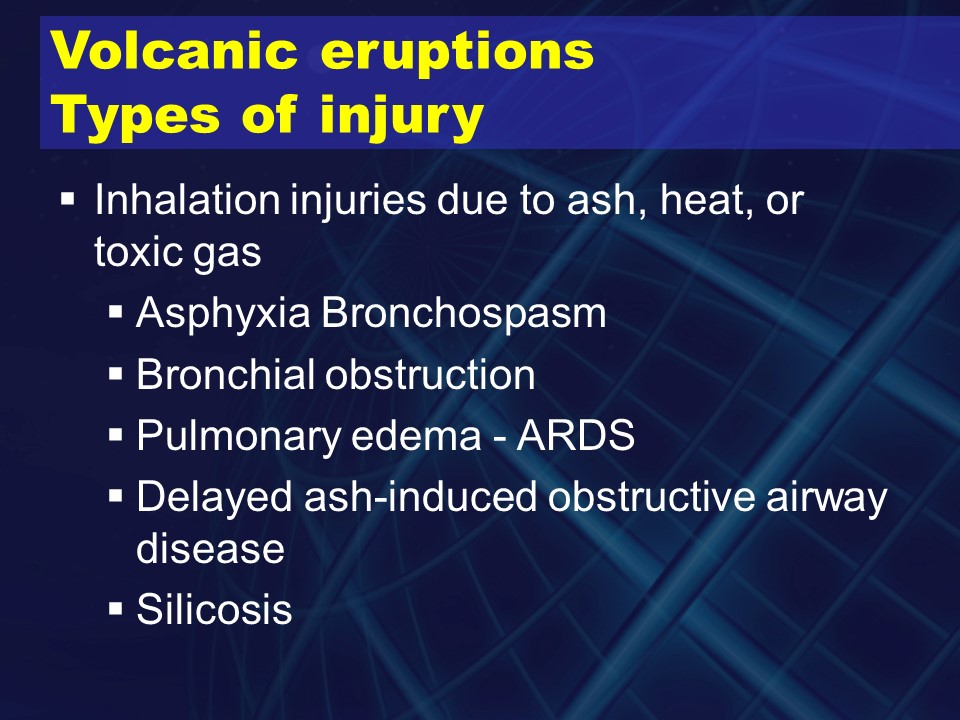 Volcanic eruptions
Types of injury
▪ Inhalation injuries due to ash, heat, or
toxic gas
▪ Asphyxia Bronchospasm
▪ Bronchial obstruction
▪ Pulmonary edema - ARDS
▪ Delayed ash-induced obstructive airway
disease
▪ Silicosis